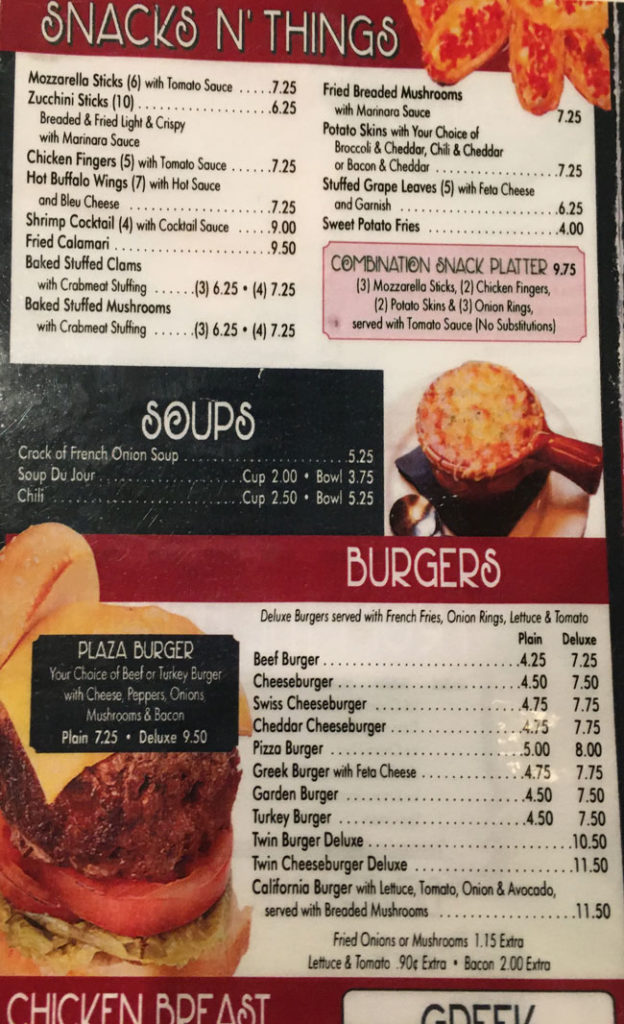 SNACKS N' THINGS
Mozzarella Sticks (6) with Tomato Sauce .....7.25
Zucchini Sticks (10) ......................6.25
Breaded & Fried Light & Crispy
with Marinara Sauce
Chicken Fingers (5) with Tomato Sauce ......7.25
Hot Buffalo Wings (7) with Hot Sauce
and Bleu Cheese ......................7.25
Shrimp Cocktail (4) with Cocktail Sauce .....9.00
Fried Calamari .........................9.50
Baked Stuffed Clams
with Crabmeat Stuffing ......(3) 6.25 • (4) 7.25
Baked Stuffed Mushrooms
with Crabmeat Stuffing ......(3) 6.25 • (4) 7.25
Fried Breaded Mushrooms
with Marinara Sauce 7.25
Potato Skins with Your Choice of
Broccoli & Cheddar, Chili & Cheddar
or Bacon & Cheddar ...................7.25
Stuffed Grape Leaves (5) with Feta Cheese
and Garnish .........................6.25
Sweet Potato Fries .....................4.00
COMBINATION SNACK PLATTER 9.75
(3) Mozzarella Sticks, (2) Chicken Fingers,
(2) Potato Skins & (3) Onion Rings,
served with Tomato Sauce (No Substitutions)
SOUPS
Crock of French Onion Soup .......................5.25
Soup Du Jour ....................Cup 2.00 • Bowl 3.75
Chili ...........................Cup 2.50 • Bowl 5.25
BURGERS
Deluxe Burgers served with French Fries, Onion Rings, Lettuce & Tomato
Plain Deluxe
Beef Burger ............................4.25 7.25
Cheeseburger ..........................4.50 7.50
Swiss Cheeseburger .....................4.75 7.75
Cheddar Cheeseburger ..................4.75 7.75
Pizza Burger ...........................5.00 8.00
Greek Burger with Feta Cheese ..............4.75 7.75
Garden Burger .........................4.50 7.50
Turkey Burger ..........................4.50 7.50
Twin Burger Deluxe .............................10.50
Twin Cheeseburger Deluxe .......................11.50
California Burger with Lettuce, Tomato, Onion & Avocado,
served with Breaded Mushrooms ...................11.50
Fried Onions or Mushrooms 1.15 Extra
Lettuce & Tomato .90¢ Extra • Bacon 2.00 Extra
PLAZA BURGER
Your Choice of Beef or Turkey Burger
with Cheese, Peppers, Onions
Mushrooms & Bacon
Plain 7.25 • Deluxe 9.50
CHICKEN BREAST
GREEK